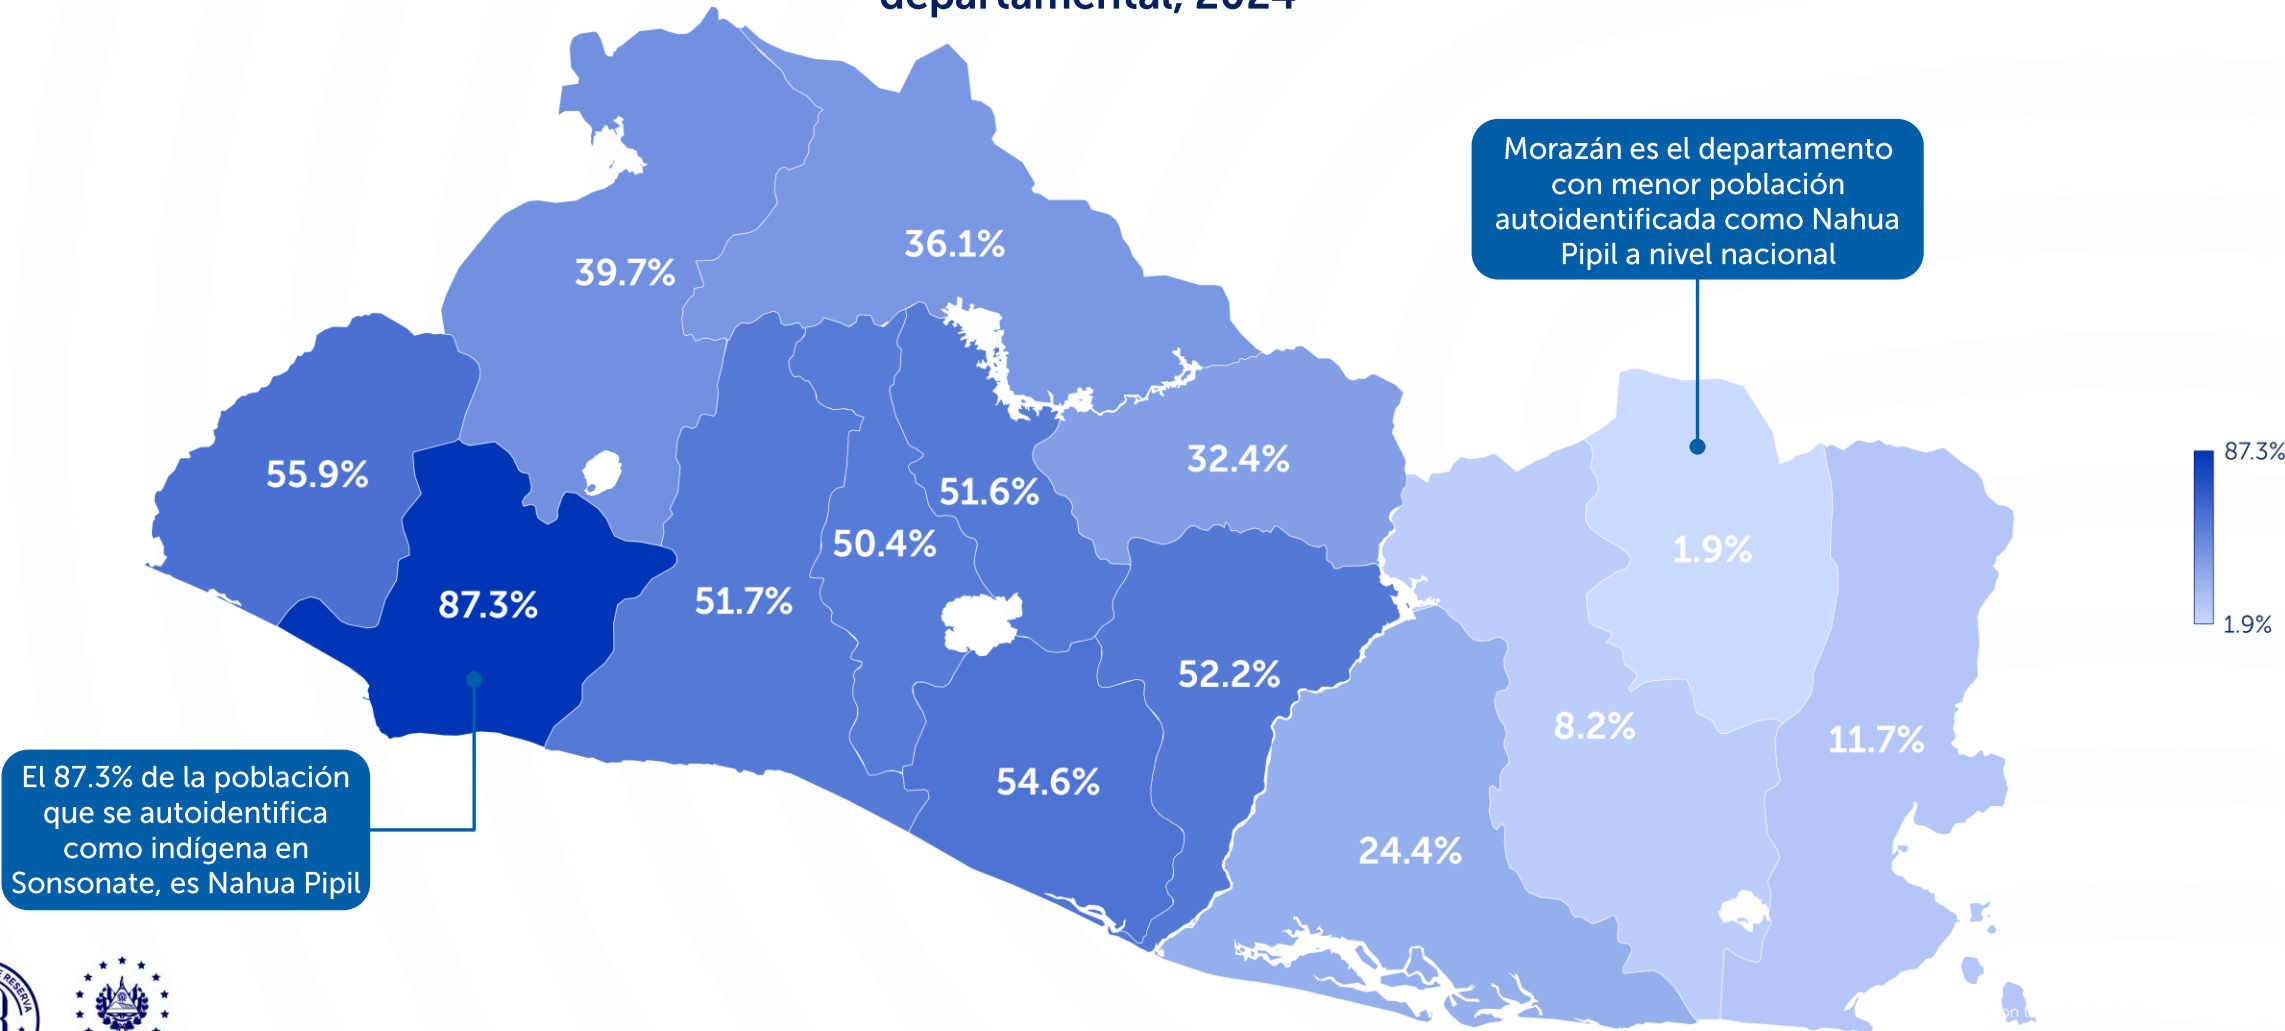 departamental, 2024
Morazán es el departamento
con menor población
autoidentificada como Nahua
Pipil a nivel nacional
36.1%
39.7%
87.3%
32.4%
55.9%
51.6%
50.4%
1.9%
51.7%
87.3%
1.9%
52.2%
8.2%
11.7%
54.6%
24.4%
El 87.3% de la población
que se autoidentifica
como indígena en
Sonsonate, es Nahua Pipil
RESERVA